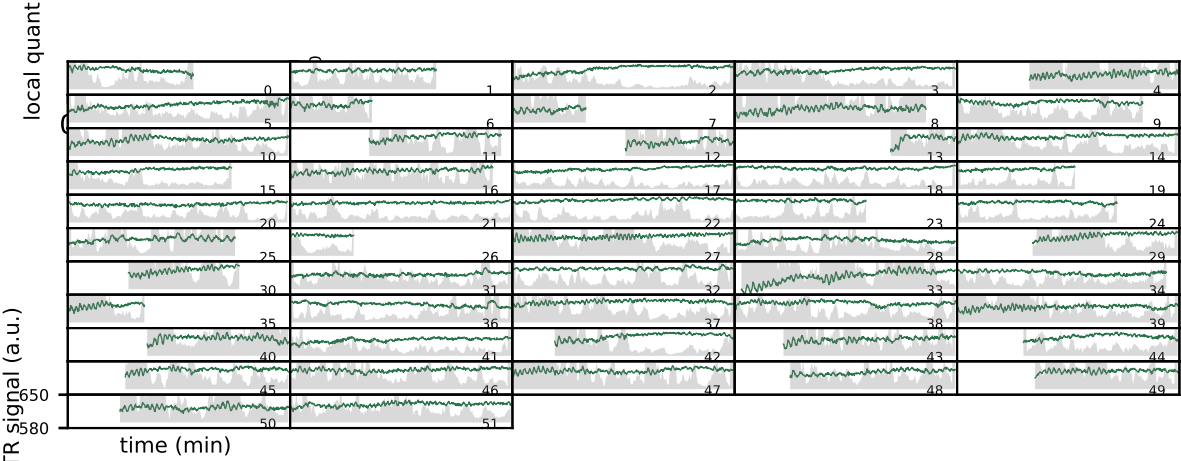 local quant
0 1 2 3 4
5 6 7 8 9
10 11 12 13 14
15 16 17 18 19
20 21 22 23 24
25 26 27 28 29
30 31 32 33 34
35 36 37 38 39
40 41 42 43 44
45 46 47 48 49
50 51
650
580
TR signal (a.u.)
time (min)